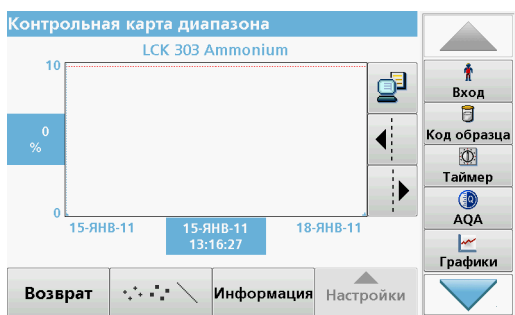 Контрольная карта диапазона
LCK 303 Ammonium
10
0
%
0
15-ЯНВ-11
15-ЯНВ-11
13:16:27
18-ЯНВ-11
Возврат
Информация
Настройки
Вход
Код образца
Таймер
AQA
Графики